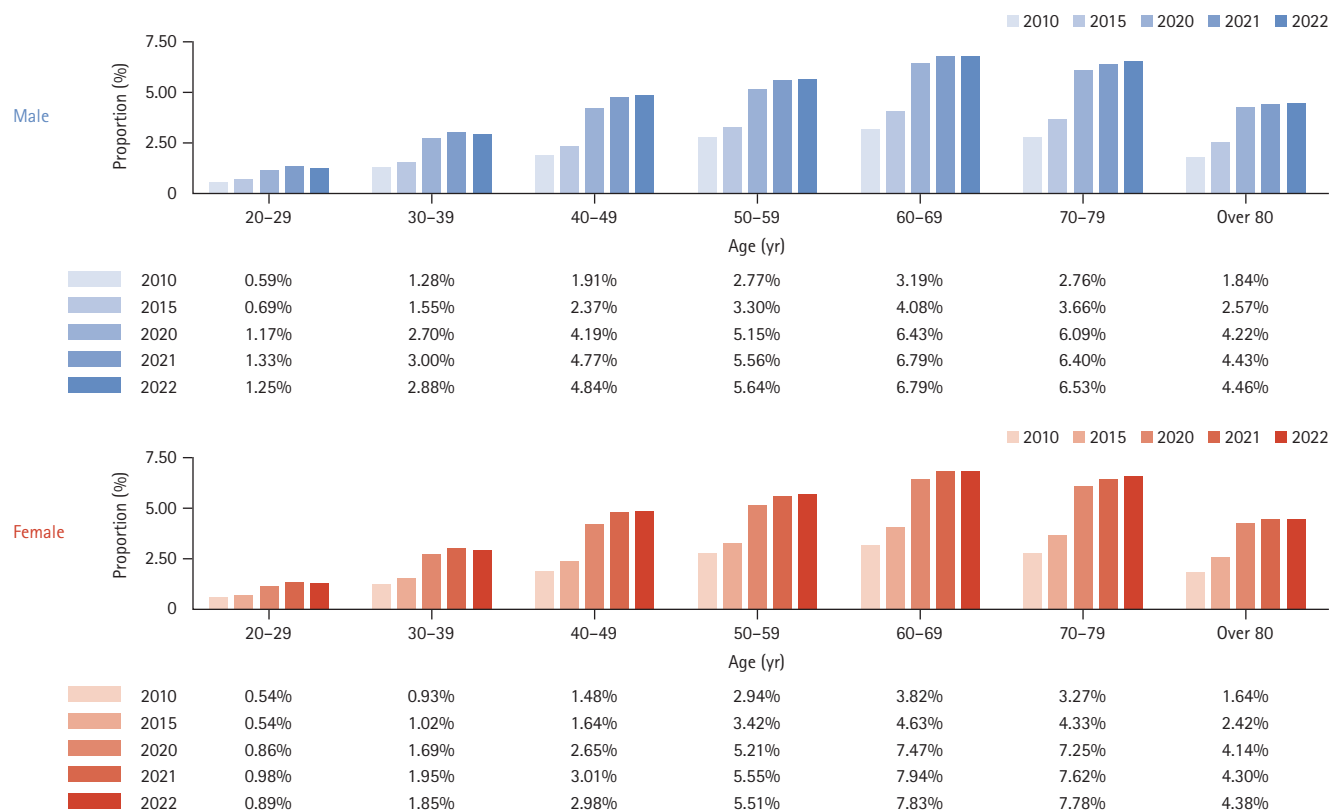 2010 2015 2020 2021 2022
Male
Proportion (%)
7.50
5.00
2.50
0
20–29 30–39 40–49 50–59 60–69 70–79 Over 80
Age (yr)
2010 0.59% 1.28% 1.91% 2.77% 3.19% 2.76% 1.84%
2015 0.69% 1.55% 2.37% 3.30% 4.08% 3.66% 2.57%
2020 1.17% 2.70% 4.19% 5.15% 6.43% 6.09% 4.22%
2021 1.33% 3.00% 4.77% 5.56% 6.79% 6.40% 4.43%
2022 1.25% 2.88% 4.84% 5.64% 6.79% 6.53% 4.46%
2010 2015 2020 2021 2022
Female
Proportion (%)
7.50
5.00
2.50
0
20–29 30–39 40–49 50–59 60–69 70–79 Over 80
Age (yr)
2010 0.54% 0.93% 1.48% 2.94% 3.82% 3.27% 1.64%
2015 0.54% 1.02% 1.64% 3.42% 4.63% 4.33% 2.42%
2020 0.86% 1.69% 2.65% 5.21% 7.47% 7.25% 4.14%
2021 0.98% 1.95% 3.01% 5.55% 7.94% 7.62% 4.30%
2022 0.89% 1.85% 2.98% 5.51% 7.83% 7.78% 4.38%